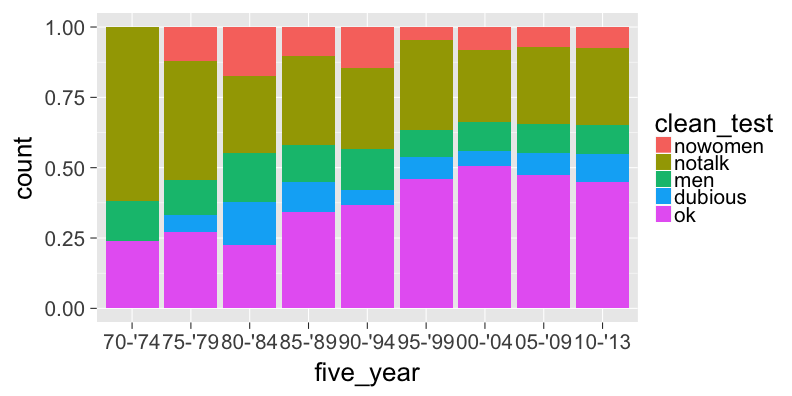 1.00
0.75
0.50
0.25
0.00
count
70-'74 75-'79 80-'84 85-'89 90-'94 95-'99 00-'04 05-'09 10-'13
five_year
clean_test
nowomen
notalk
men
dubious
ok